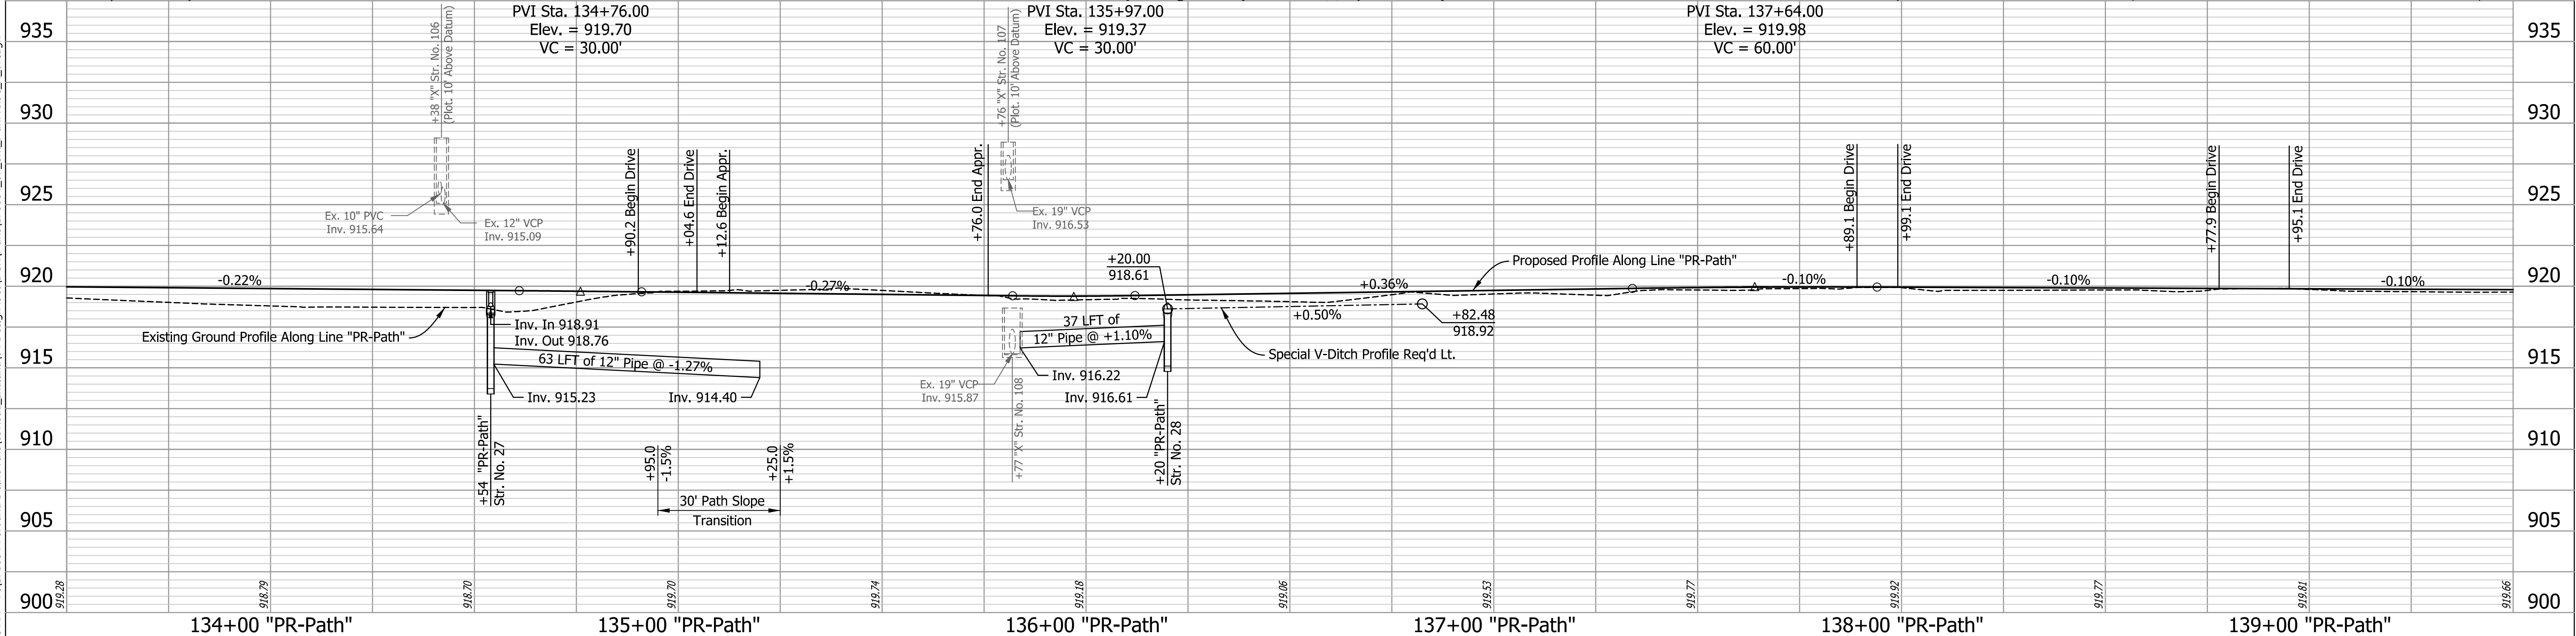 PVI Sta. 134+76.00
Elev. = 919.70
VC = 30.00'
PVI Sta. 135+97.00
Elev. = 919.37
VC = 30.00'
PVI Sta. 137+64.00
Elev. = 919.98
VC = 60.00'
935
935
930
930
925
925
920
920
915
915
910
910
905
905
900
900
+38 "X" Str. No. 106
(Plot. 10' Above Datum)
Ex. 10" PVC
Inv. 915.64
Ex. 12" VCP
Inv. 915.09
+90.2 Begin Drive
+04.6 End Drive
+12.6 Begin Appr.
+76.0 End Appr.
+76 "X" Str. No. 107
(Plot. 10' Above Datum)
Ex. 19" VCP
Inv. 916.53
+20.00
918.61
Proposed Profile Along Line "PR-Path"
+89.1 Begin Drive
+99.1 End Drive
+77.9 Begin Drive
+95.1 End Drive
-0.22%
-0.27%
+0.36%
-0.10%
-0.10%
-0.10%
Existing Ground Profile Along Line "PR-Path"
Inv. In 918.91
Inv. Out 918.76
63 LFT of 12" Pipe @ -1.27%
Inv. 915.23
Inv. 914.40
+54 "PR-Path"
Str. No. 27
+95.0
-1.5%
+25.0
+1.5%
30' Path Slope
Transition
37 LFT of
12" Pipe @ +1.10%
Inv. 916.22
Inv. 916.61
Ex. 19" VCP
Inv. 915.87
+77 "X" Str. No. 108
+20 "PR-Path"
Str. No. 28
+0.50%
+82.48
918.92
Special V-Ditch Profile Req'd Lt.
919.28
918.79
918.70
919.70
919.74
919.18
919.06
919.53
919.77
919.92
919.77
919.81
919.66
134+00 "PR-Path"
135+00 "PR-Path"
136+00 "PR-Path"
137+00 "PR-Path"
138+00 "PR-Path"
139+00 "PR-Path"